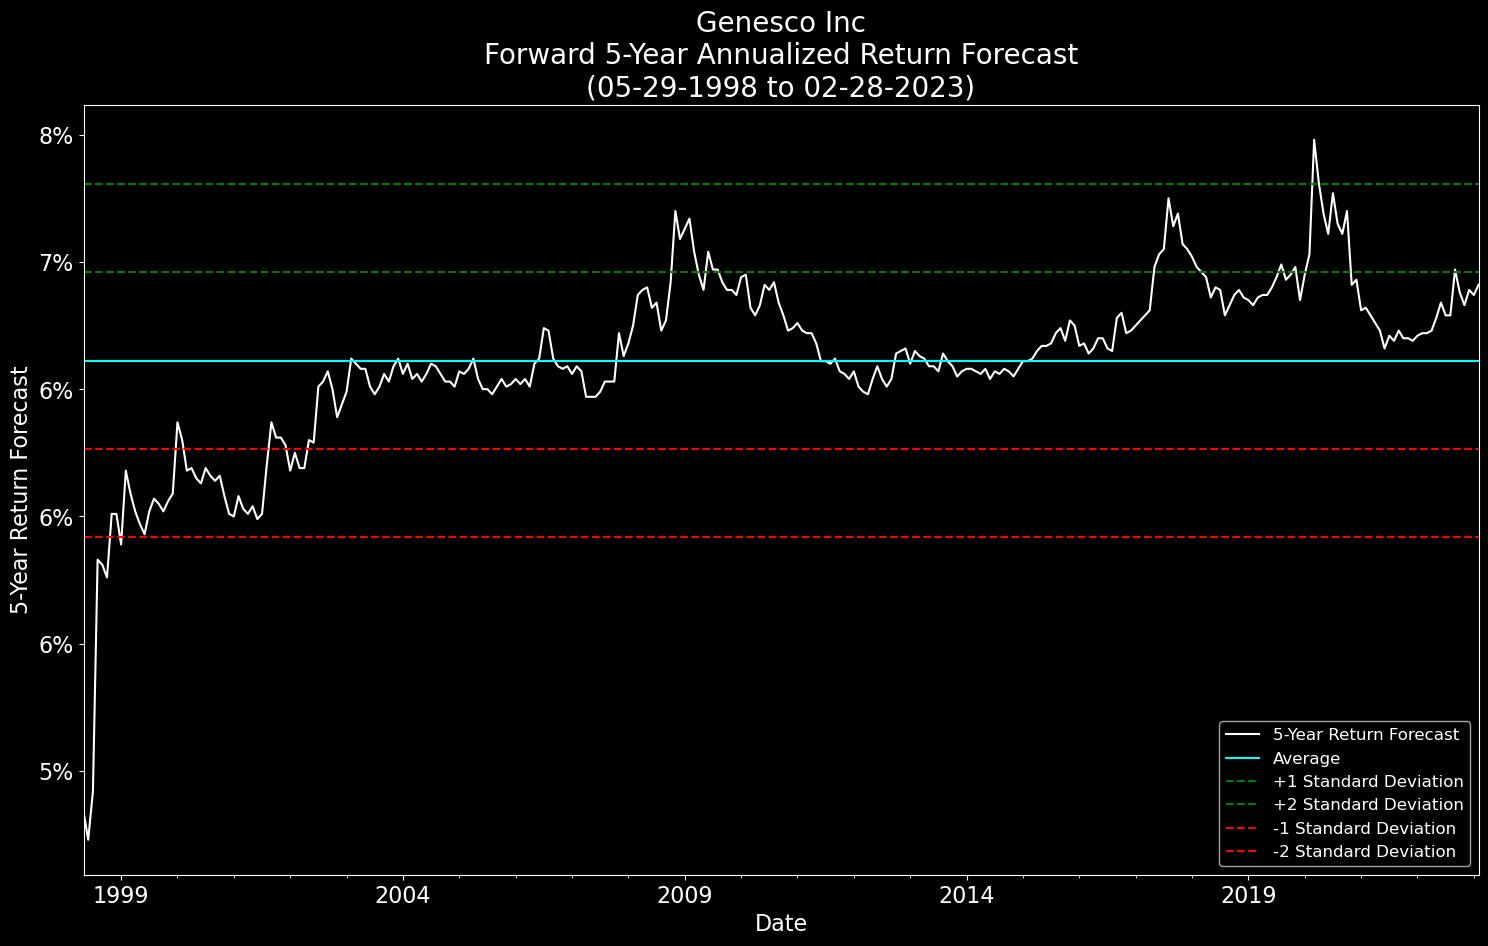 Genesco Inc
Forward 5-Year Annualized Return Forecast
(05-29-1998 to 02-28-2023)
8%
7%
6%
6%
6%
5%
5-Year Return Forecast
1999
2004
2009
2014
2019
Date
5-Year Return Forecast
Average
+1 Standard Deviation
+2 Standard Deviation
-1 Standard Deviation
-2 Standard Deviation